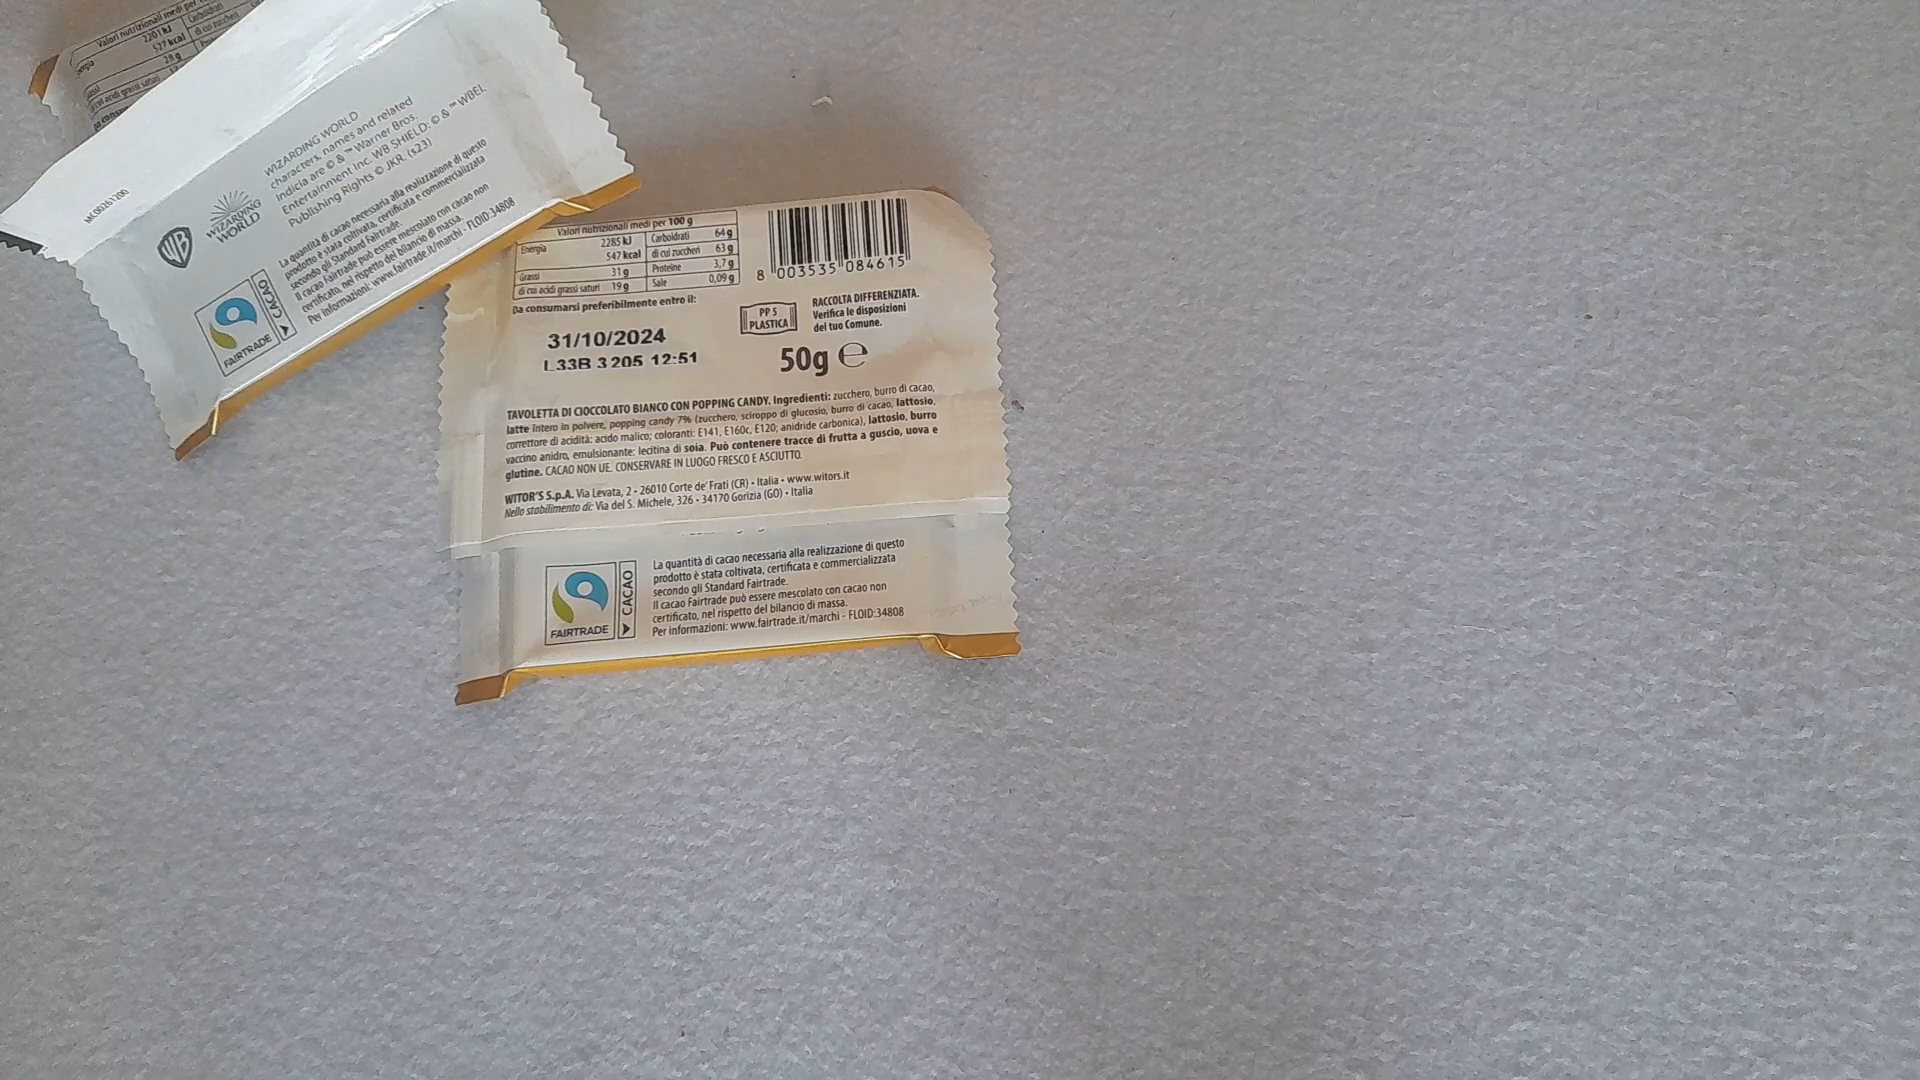 Valori nutrizionali medi per
2201 kJ
527 kcal
28 g
Carboidrati
di cui zuccheri
di cui acidi grassi saturi
MC00261200
WB
WIZARDING
WORLD
WIZARDING WORLD
characters, names and related
indicia are © & ™ Warner Bros.
Entertainment Inc. WB SHIELD: © & ™ WBEI.
Publishing Rights © JKR. (s23)
FAIRTRADE
CACAO
La quantità di cacao necessaria alla realizzazione di questo
prodotto è stata coltivata, certificata e commercializzata
secondo gli Standard Fairtrade.
Il cacao Fairtrade può essere mescolato con cacao non
certificato, nel rispetto del bilancio di massa.
Per informazioni: www.fairtrade.it/marchi - FLOID:34808
Valori nutrizionali medi per 100 g
Energia 2285 kJ Carboidrati 64 g
547 kcal di cui zuccheri 63 g
Grassi 31 g Proteine 3,7 g
di cui acidi grassi saturi 19 g Sale 0,09 g
8 003535 084615
Da consumarsi preferibilmente entro il:
31/10/2024
L33B 3 205 12:51
PP 5
PLASTICA
RACCOLTA DIFFERENZIATA.
Verifica le disposizioni
del tuo Comune.
50g ℮
TAVOLETTA DI CIOCCOLATO BIANCO CON POPPING CANDY. Ingredienti: zucchero, burro di cacao,
latte intero in polvere, popping candy 7% (zucchero, sciroppo di glucosio, burro di cacao, lattosio,
correttore di acidità: acido malico; coloranti: E141, E160c, E120; anidride carbonica), lattosio, burro
vaccino anidro, emulsionante: lecitina di soia. Può contenere tracce di frutta a guscio, uova e
glutine. CACAO NON UE. CONSERVARE IN LUOGO FRESCO E ASCIUTTO.
WITOR'S S.p.A. Via Levata, 2 - 26010 Corte de' Frati (CR) - Italia - www.witors.it
Nello stabilimento di: Via del S. Michele, 326 - 34170 Gorizia (GO) - Italia
FAIRTRADE
CACAO
La quantità di cacao necessaria alla realizzazione di questo
prodotto è stata coltivata, certificata e commercializzata
secondo gli Standard Fairtrade.
Il cacao Fairtrade può essere mescolato con cacao non
certificato, nel rispetto del bilancio di massa.
Per informazioni: www.fairtrade.it/marchi - FLOID:34808